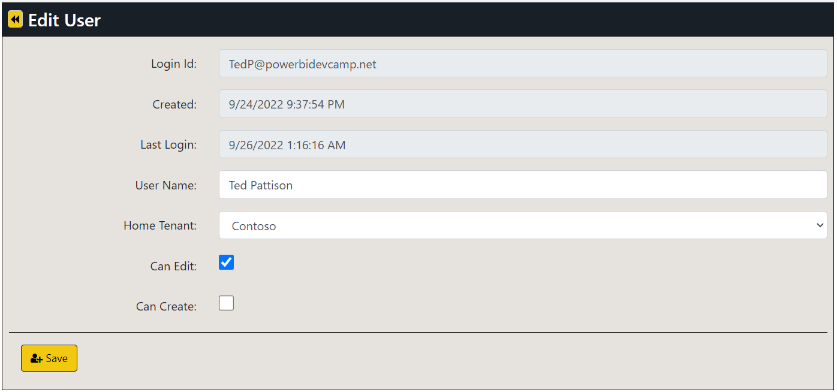 Edit User
Login Id: TedP@powerbidevcamp.net
Created: 9/24/2022 9:37:54 PM
Last Login: 9/26/2022 1:16:16 AM
User Name: Ted Pattison
Home Tenant: Contoso
Can Edit:
Can Create:
Save